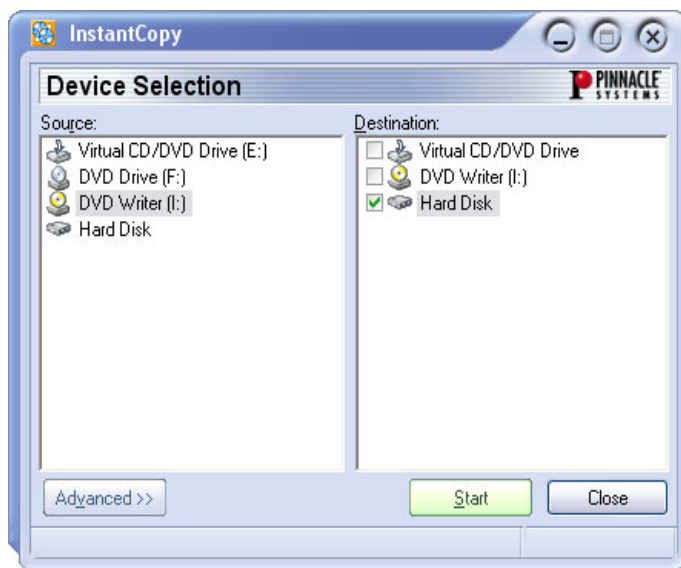 InstantCopy
Device Selection
PINNACLE
SYSTEMS
Source:
Virtual CD/DVD Drive (E:)
DVD Drive (F:)
DVD Writer (I:)
Hard Disk
Destination:
Virtual CD/DVD Drive
DVD Writer (I:)
Hard Disk
Advanced >>
Start
Close